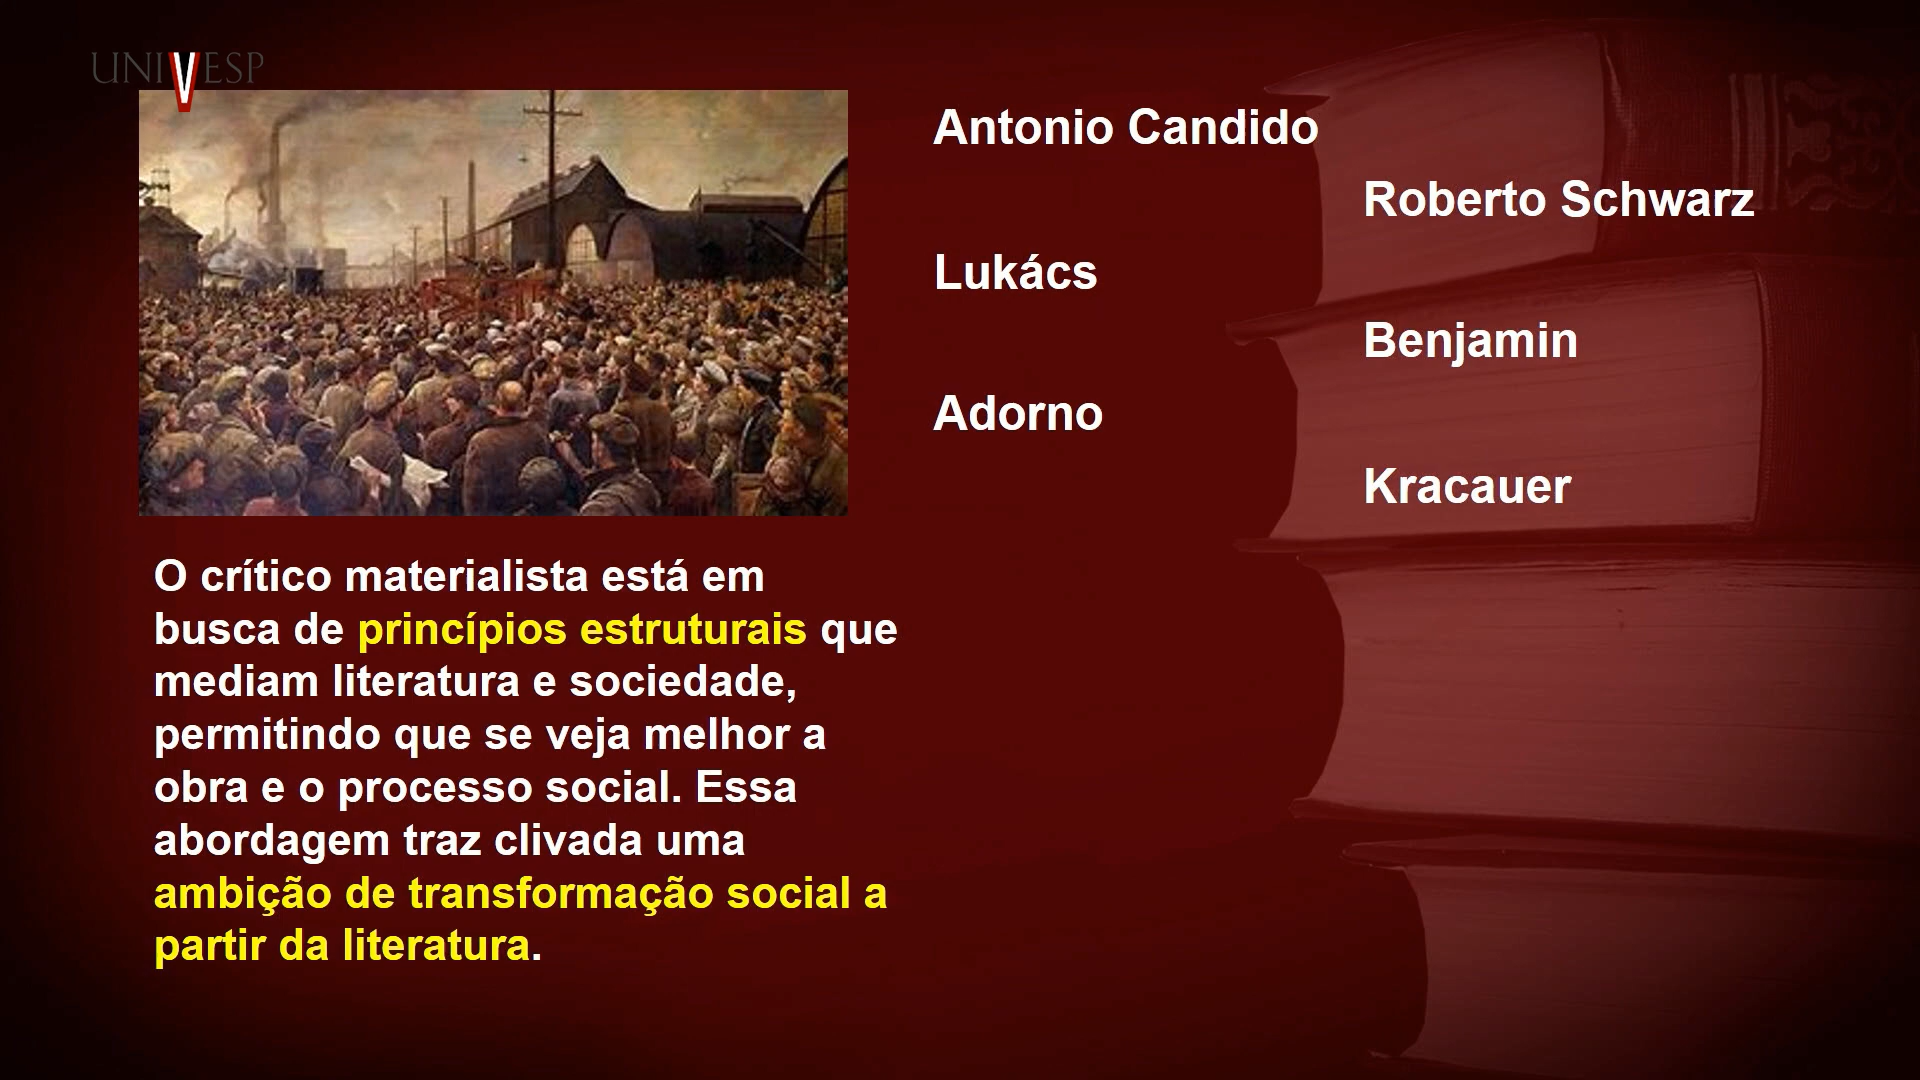 UNIVESP
Antonio Candido
Roberto Schwarz
Lukács
Benjamin
Adorno
Kracauer
O crítico materialista está em
busca de princípios estruturais que
mediam literatura e sociedade,
permitindo que se veja melhor a
obra e o processo social. Essa
abordagem traz clivada uma
ambição de transformação social a
partir da literatura.